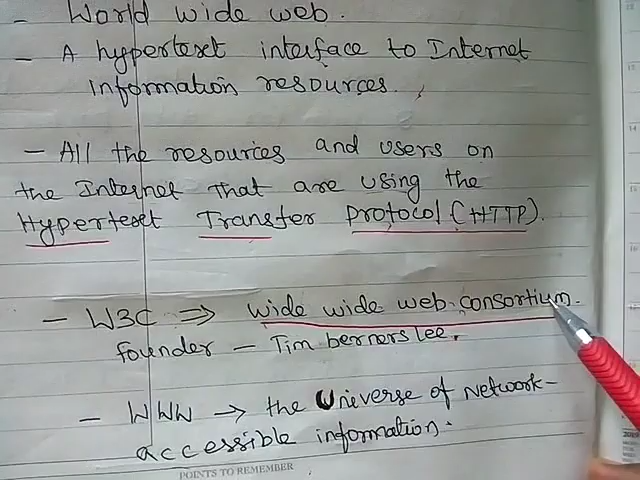 - World wide web.
- A hypertext interface to Internet
information resources.
- All the resources and users on
the Internet that are using the
Hypertext Transfer Protocol (HTTP).
- W3C ⇒ wide wide web consortium.
founder - Tim berners lee.
- WWW → the Universe of network-
accessible information.
POINTS TO REMEMBER